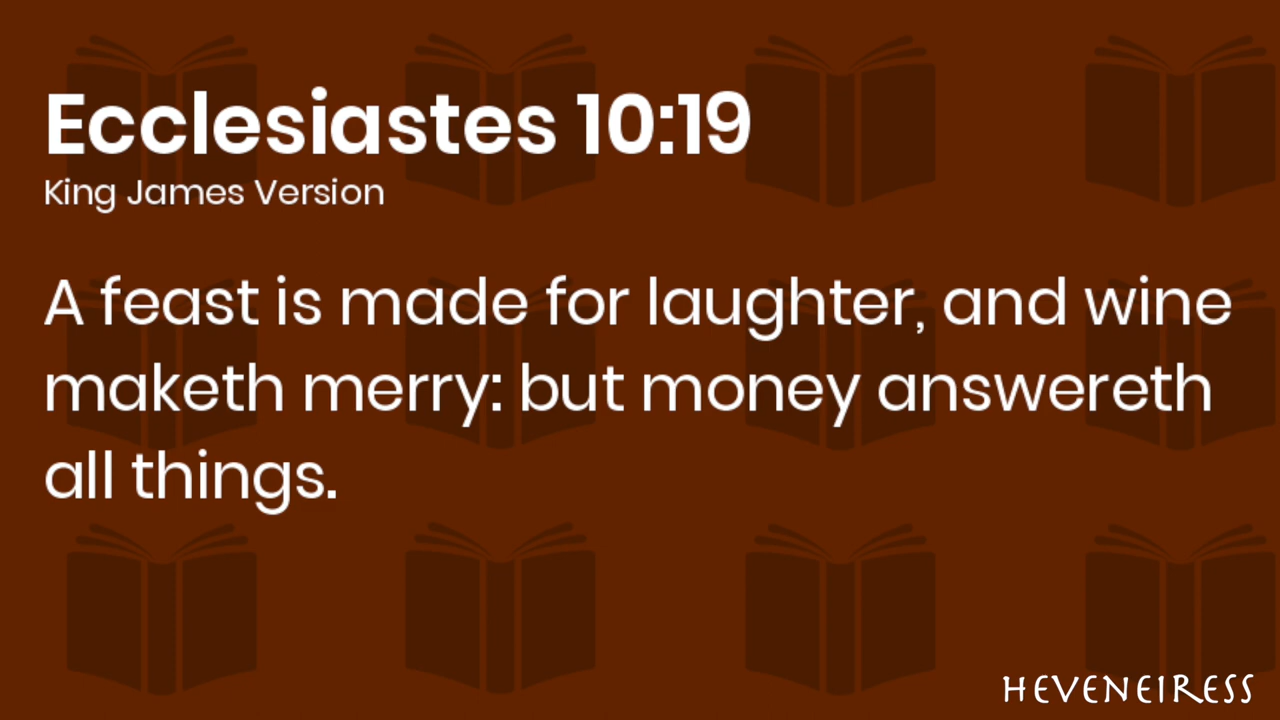 Ecclesiastes 10:19
King James Version
A feast is made for laughter, and wine
maketh merry: but money answereth
all things.
HEVENEIRESS